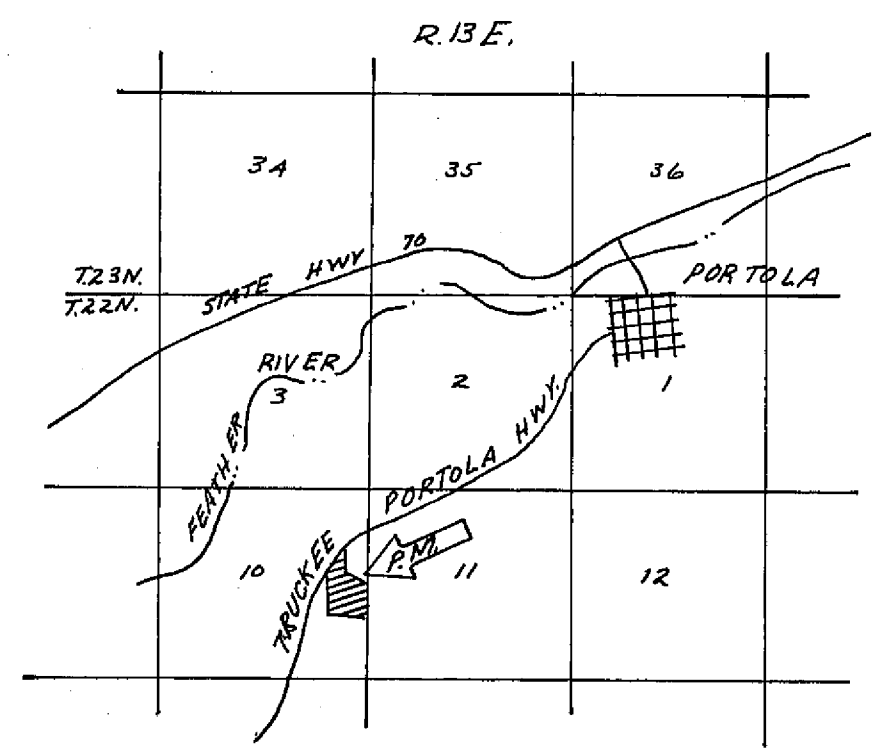 R. 13 E.
34
35
36
STATE HWY 70
T.23N.
T.22N.
PORTOLA
FEATHER RIVER
3
2
1
TRUCKEE PORTOLA HWY.
P.M.
10
11
12